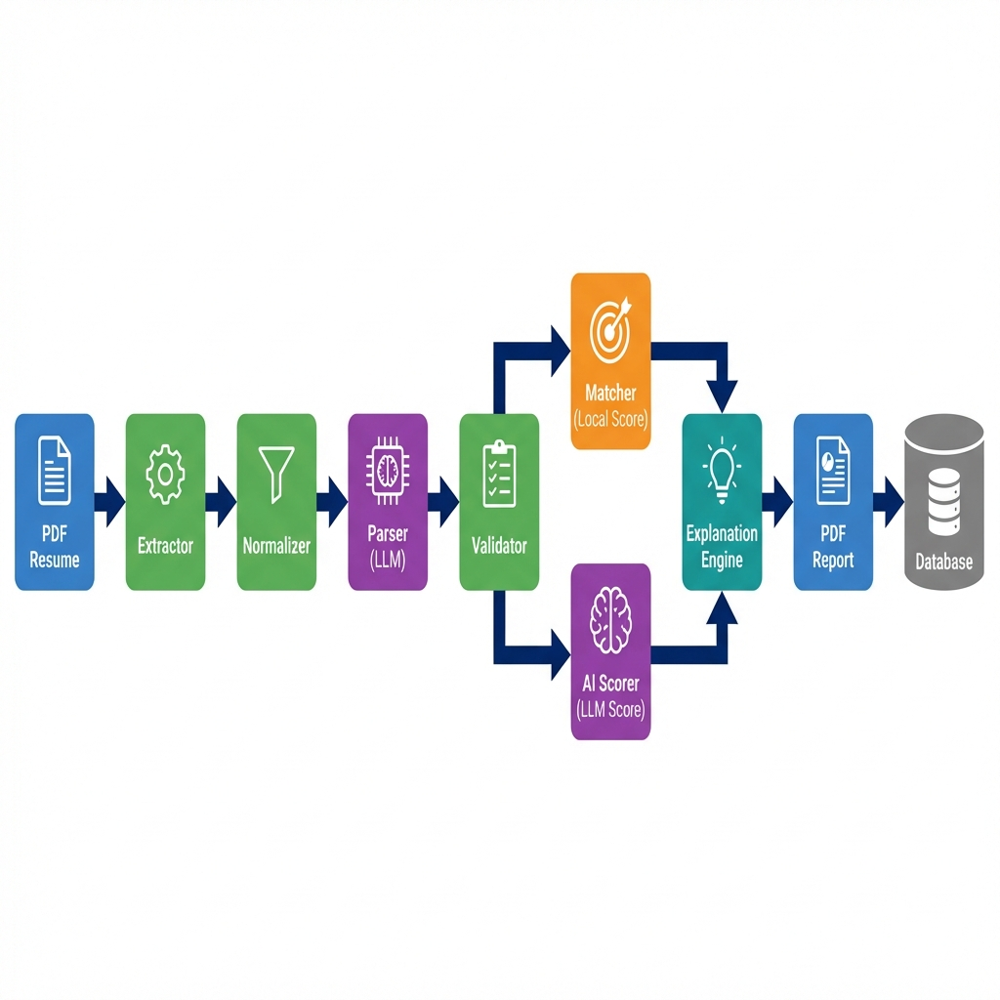 PDF
Resume
Extractor
Normalizer
Parser
(LLM)
Validator
Matcher
(Local Score)
AI Scorer
(LLM Score)
Explanation
Engine
PDF
Report
Database